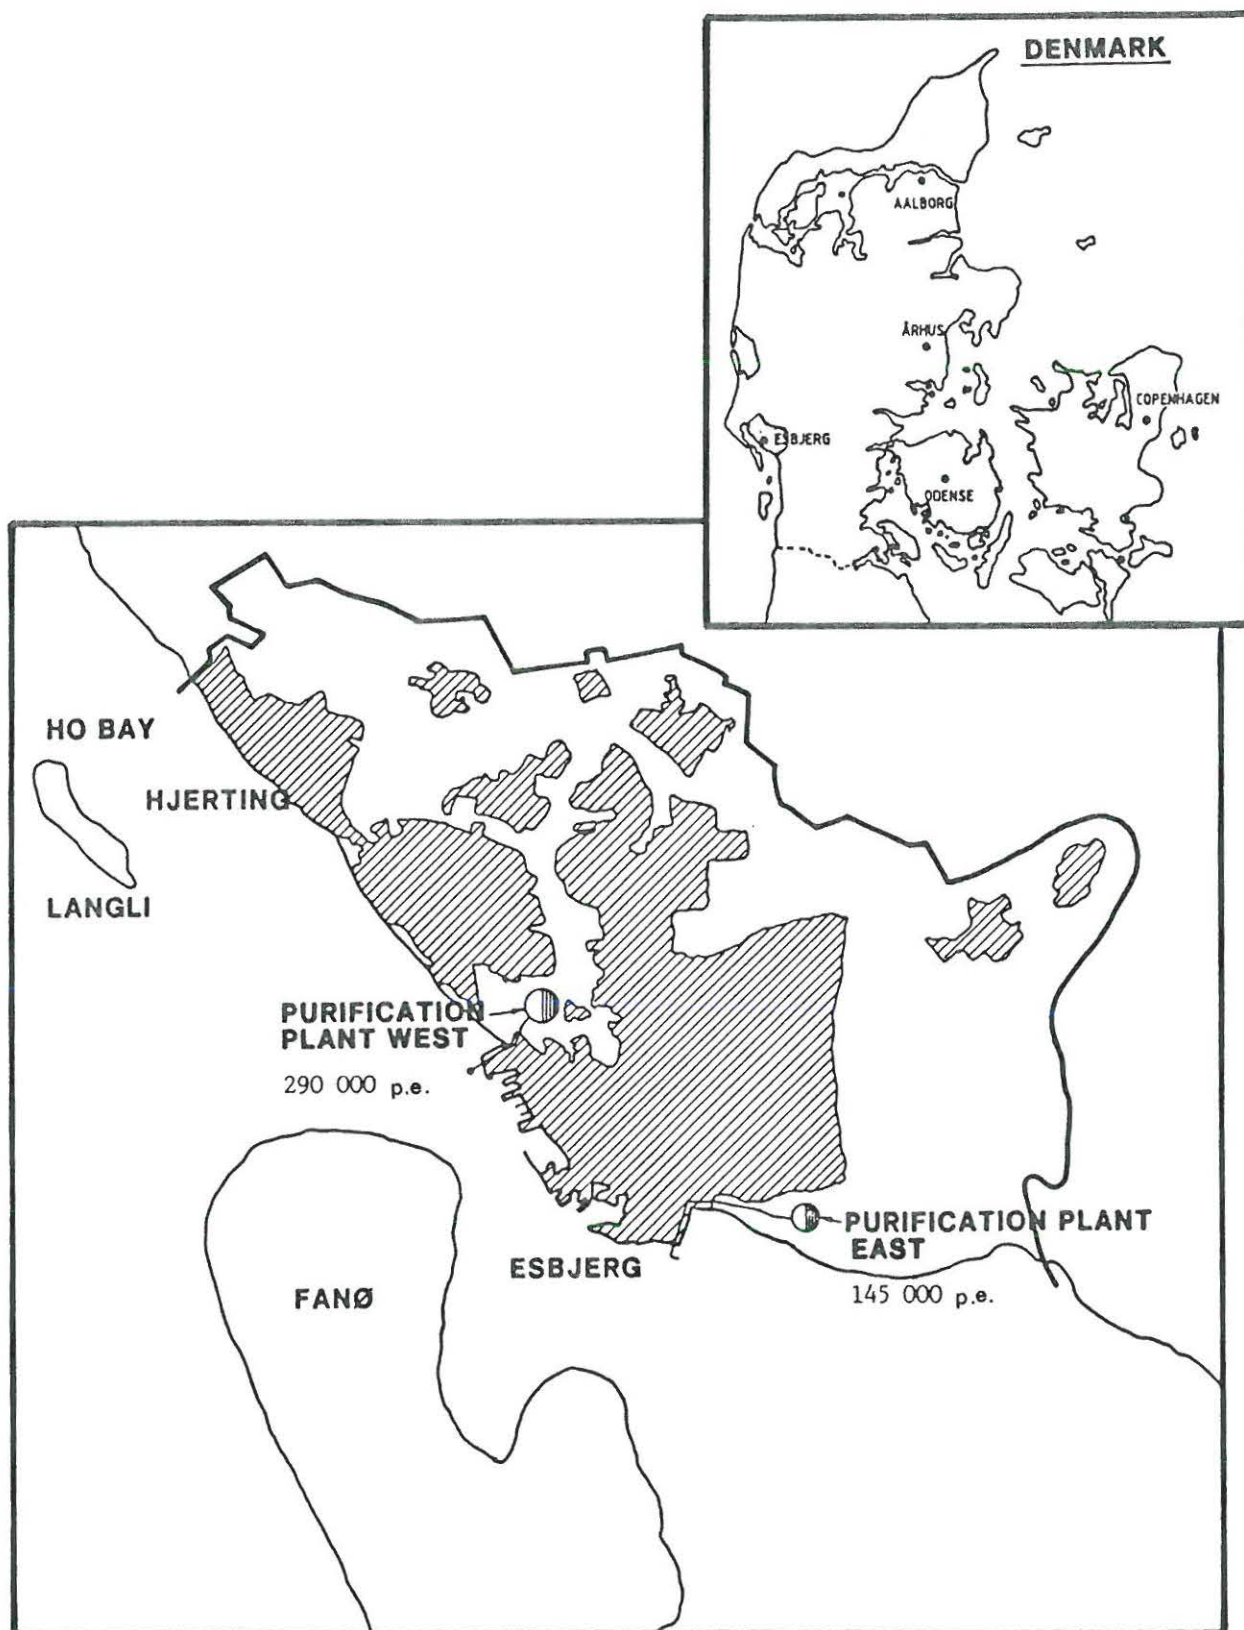 DENMARK
AALBORG
ÅRHUS
COPENHAGEN
ESBJERG
ODENSE
HO BAY
HJERTING
LANGLI
PURIFICATION
PLANT WEST
290 000 p.e.
PURIFICATION PLANT
EAST
145 000 p.e.
ESBJERG
FANØ